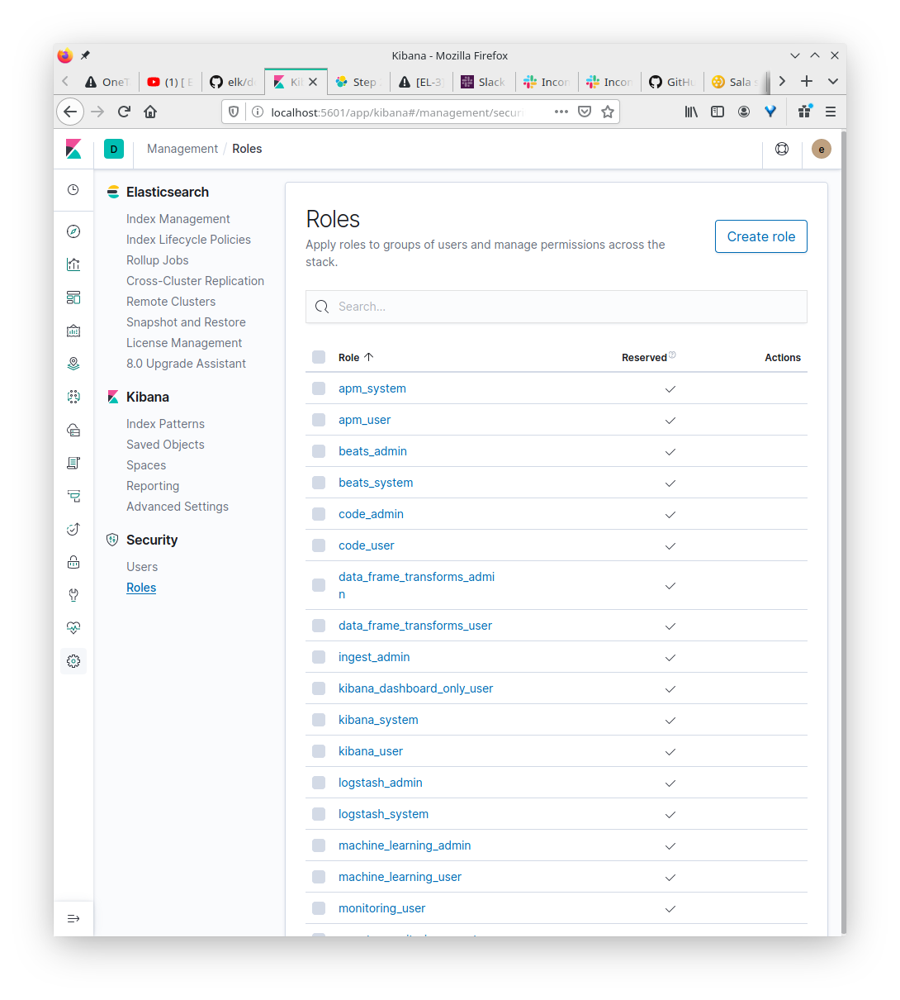 Kibana - Mozilla Firefox
OneT
(1) [ E
elk/d
Ki
Step
[EL-3
Slack
Incom
Incom
GitHu
Sala s
localhost:5601/app/kibana#/management/secur
D
Management / Roles
e
Elasticsearch
Index Management
Index Lifecycle Policies
Rollup Jobs
Cross-Cluster Replication
Remote Clusters
Snapshot and Restore
License Management
8.0 Upgrade Assistant
Kibana
Index Patterns
Saved Objects
Spaces
Reporting
Advanced Settings
Security
Users
Roles
Roles
Apply roles to groups of users and manage permissions across the
stack.
Create role
Search...
Role Reserved Actions
apm_system
apm_user
beats_admin
beats_system
code_admin
code_user
data_frame_transforms_admi
n
data_frame_transforms_user
ingest_admin
kibana_dashboard_only_user
kibana_system
kibana_user
logstash_admin
logstash_system
machine_learning_admin
machine_learning_user
monitoring_user